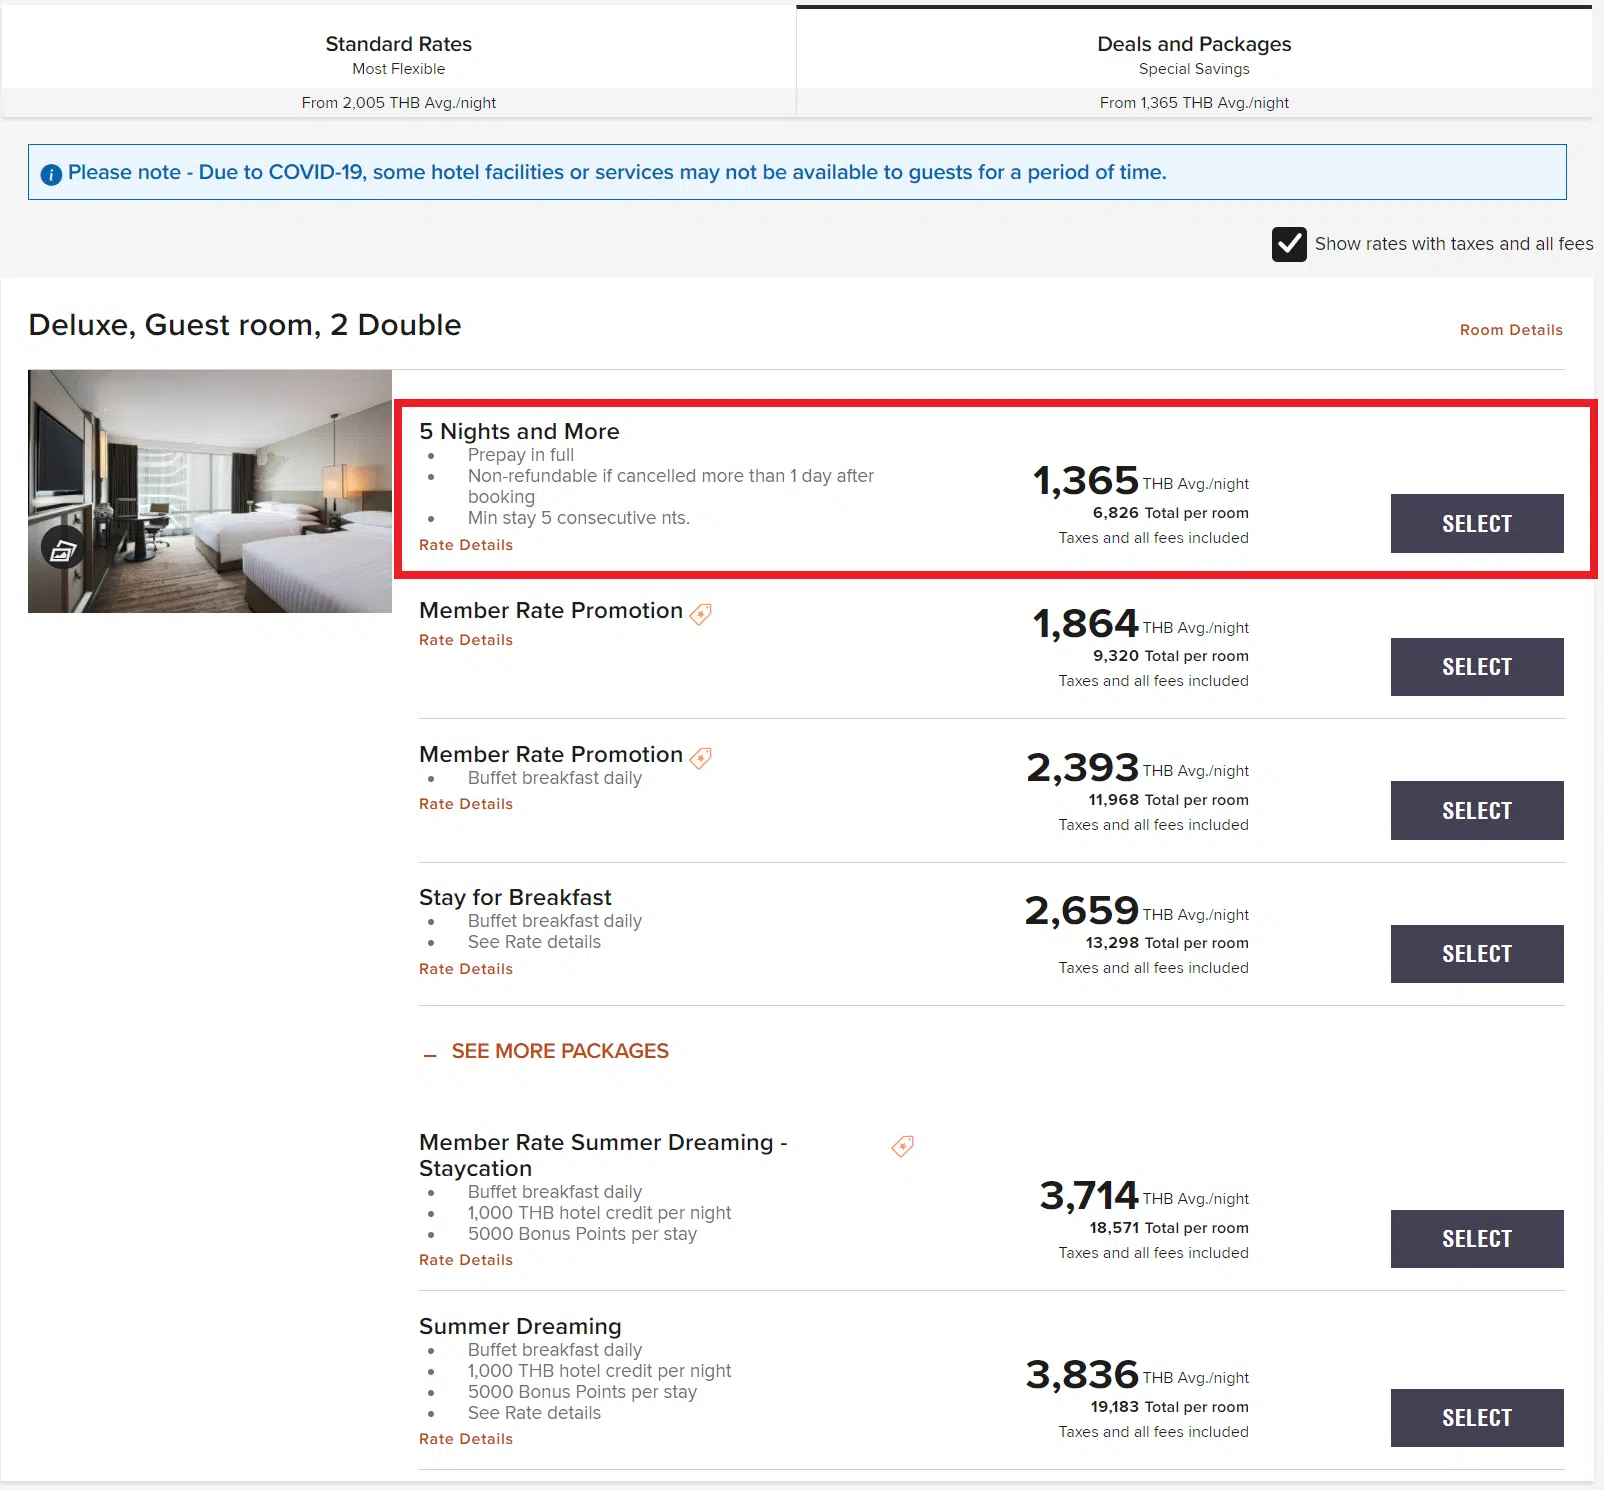 Standard Rates
Most Flexible
From 2,005 THB Avg./night
Deals and Packages
Special Savings
From 1,365 THB Avg./night
Please note - Due to COVID-19, some hotel facilities or services may not be available to guests for a period of time.
Show rates with taxes and all fees
Deluxe, Guest room, 2 Double
Room Details
5 Nights and More
• Prepay in full
• Non-refundable if cancelled more than 1 day after
booking
• Min stay 5 consecutive nts.
Rate Details
1,365 THB Avg./night
6,826 Total per room
Taxes and all fees included
SELECT
Member Rate Promotion
Rate Details
1,864 THB Avg./night
9,320 Total per room
Taxes and all fees included
SELECT
Member Rate Promotion
• Buffet breakfast daily
Rate Details
2,393 THB Avg./night
11,968 Total per room
Taxes and all fees included
SELECT
Stay for Breakfast
• Buffet breakfast daily
• See Rate details
Rate Details
2,659 THB Avg./night
13,298 Total per room
Taxes and all fees included
SELECT
– SEE MORE PACKAGES
Member Rate Summer Dreaming -
Staycation
• Buffet breakfast daily
• 1,000 THB hotel credit per night
• 5000 Bonus Points per stay
Rate Details
3,714 THB Avg./night
18,571 Total per room
Taxes and all fees included
SELECT
Summer Dreaming
• Buffet breakfast daily
• 1,000 THB hotel credit per night
• 5000 Bonus Points per stay
• See Rate details
Rate Details
3,836 THB Avg./night
19,183 Total per room
Taxes and all fees included
SELECT